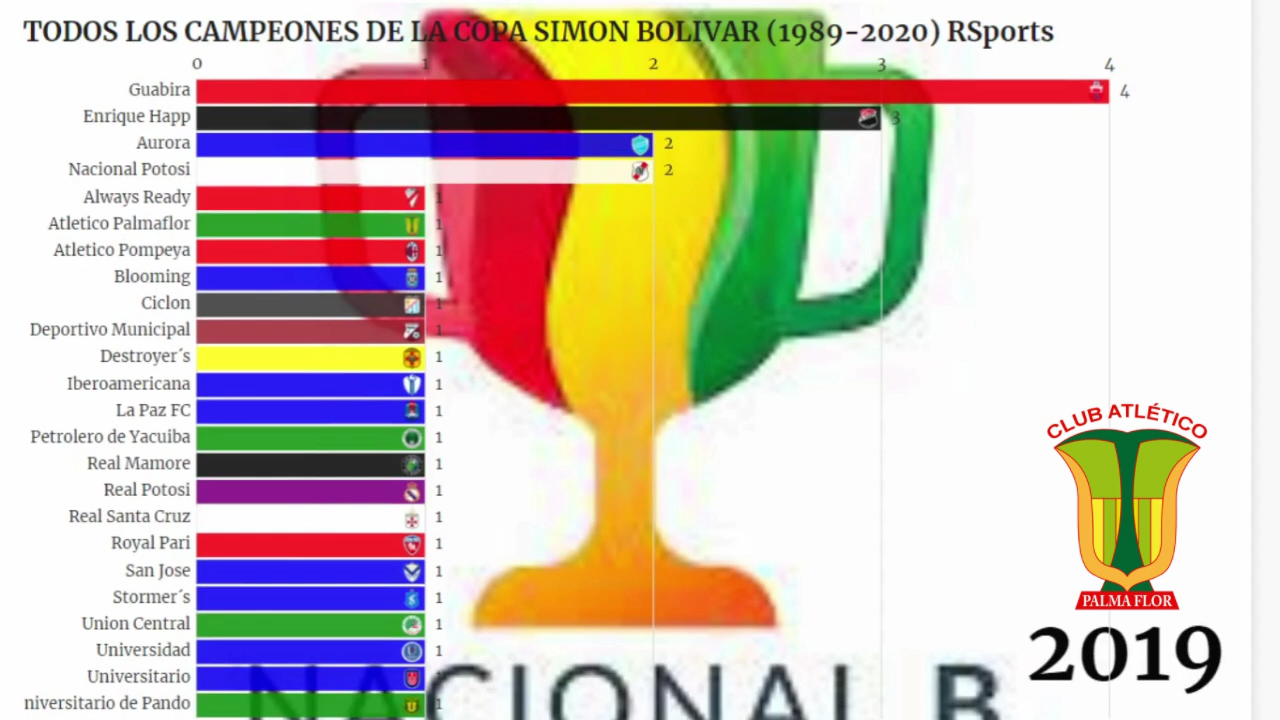 TODOS LOS CAMPEONES DE LA COPA SIMON BOLIVAR (1989-2020) RSports
0 1 2 3 4
Guabira 4
Enrique Happ 3
Aurora 2
Nacional Potosi 2
Always Ready 1
Atletico Palmaflor 1
Atletico Pompeya 1
Blooming 1
Ciclon 1
Deportivo Municipal 1
Destroyer´s 1
Iberoamericana 1
La Paz FC 1
Petrolero de Yacuiba 1
Real Mamore 1
Real Potosi 1
Real Santa Cruz 1
Royal Pari 1
San Jose 1
Stormer´s 1
Union Central 1
Universidad 1
Universitario 1
niversitario de Pando 1
CLUB ATLÉTICO
PALMA FLOR
2019
NACIONAL B